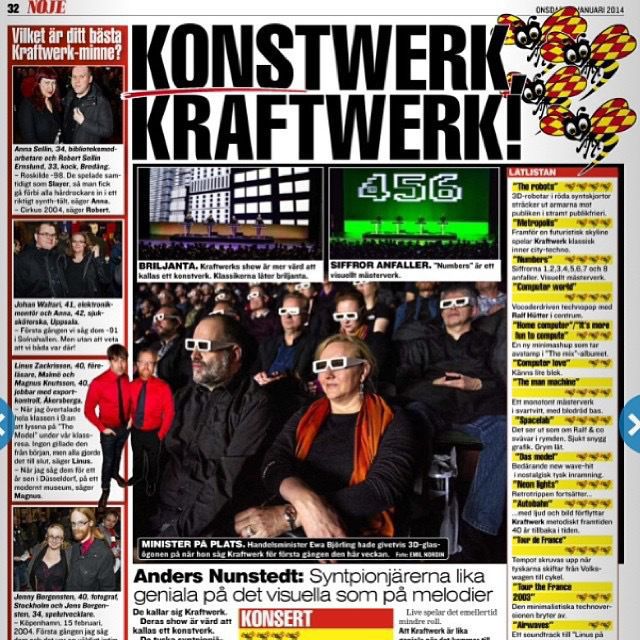 32 NÖJE
ONSDAG JANUARI 2014
Vilket är ditt bästa
Kraftwerk-minne?
KONSTWERK,
KRAFTWERK!
Anna Sellin, 34, biblioteksmed-
arbetare och Robert Sellin
Ernslund, 33, kock, Bredäng.
– Roskilde -98. De spelade sam-
tidigt som Slayer, så man fick
gå förbi alla hårdrockare in i ett
riktigt synth-tält, säger Anna.
– Cirkus 2004, säger Robert.
Johan Waltari, 41, elektronik-
montör och Anna, 42, sjuk-
sköterska, Uppsala.
– Första gången vi såg dom -91
i Solnahallen. Men utan att veta
att vi båda var där!
Linus Zackrisson, 40, före-
läsare, Malmö och
Magnus Knutsson, 40,
jobbar med export-
kontroll, Åkersberga.
– När jag övertalade
hela klassen i 9:an
att lyssna på "The
Model" under vår klass-
resa. Ingen gillade den
från början, men alla gjorde
det till slut, säger Linus.
– När jag såg dem för ett
år sen i Düsseldorf, på ett
modernt museum, säger
Magnus.
Jenny Bergensten, 40, fotograf,
Stockholm och Jens Bergen-
sten, 34, spelutvecklare.
– Köpenhamn, 15 februari,
2004. Första gången jag såg
456
BRILJANTA. Kraftwerks show är mer värd att
kallas ett konstverk. Klassikerna låter briljanta.
SIFFROR ANFALLER. "Numbers" är ett
visuellt mästerverk.
MINISTER PÅ PLATS. Handelsminister Ewa Björling hade givetvis 3D-glas-
ögonen på när hon såg Kraftwerk för första gången den här veckan. Foto: EMIL NORDIN
Anders Nunstedt: Syntpionjärerna lika
geniala på det visuella som på melodier
De kallar sig Kraftwerk.
Deras show är värd att
kallas ett konstverk.
KONSERT
Live spelar det emellertid
mindre roll.
Att Kraftwerk är lika
LÅTLISTAN
"The robots"
3D-robotar i röda syntskjortor
sträcker ut armarna mot
publiken i stramt publikfrieri.
"Metropolis"
Framför en futuristisk skyline
spelar Kraftwerk klassisk
inner city-techno.
"Numbers"
Siffrorna 1,2,3,4,5,6,7 och 8
anfaller. Visuellt mästerverk.
"Computer world"
Vocoderdriven technopop med
Ralf Hütter i centrum.
"Home computer"/"It's more
fun to compute"
En ny minimashup som tar
avstamp i "The mix"-albumet.
"Computer love"
Känns lite blek.
"The man machine"
Ett monotont mästerverk
i svartvitt, med blodröd bas.
"Spacelab"
Det ser ut som om Ralf & co
svävar i rymden. Sjukt snygg
grafik. Grym låt.
"Das model"
Bedårande new wave-hit
i nostalgisk tysk inramning.
"Neon lights"
Retrotrippen fortsätter...
"Autobahn"
...med ljud och bild förflyttar
Kraftwerk metodiskt framtiden
40 år tillbaka i tiden.
"Tour de France"
Tempot skruvas upp när
tyskarna skiftar från Volks-
wagen till cykel.
"Tour the France
2003"
Den minimalistiska technover-
sionen bryter av.
"Airwaves"
Ett soundtrack till "Linus på